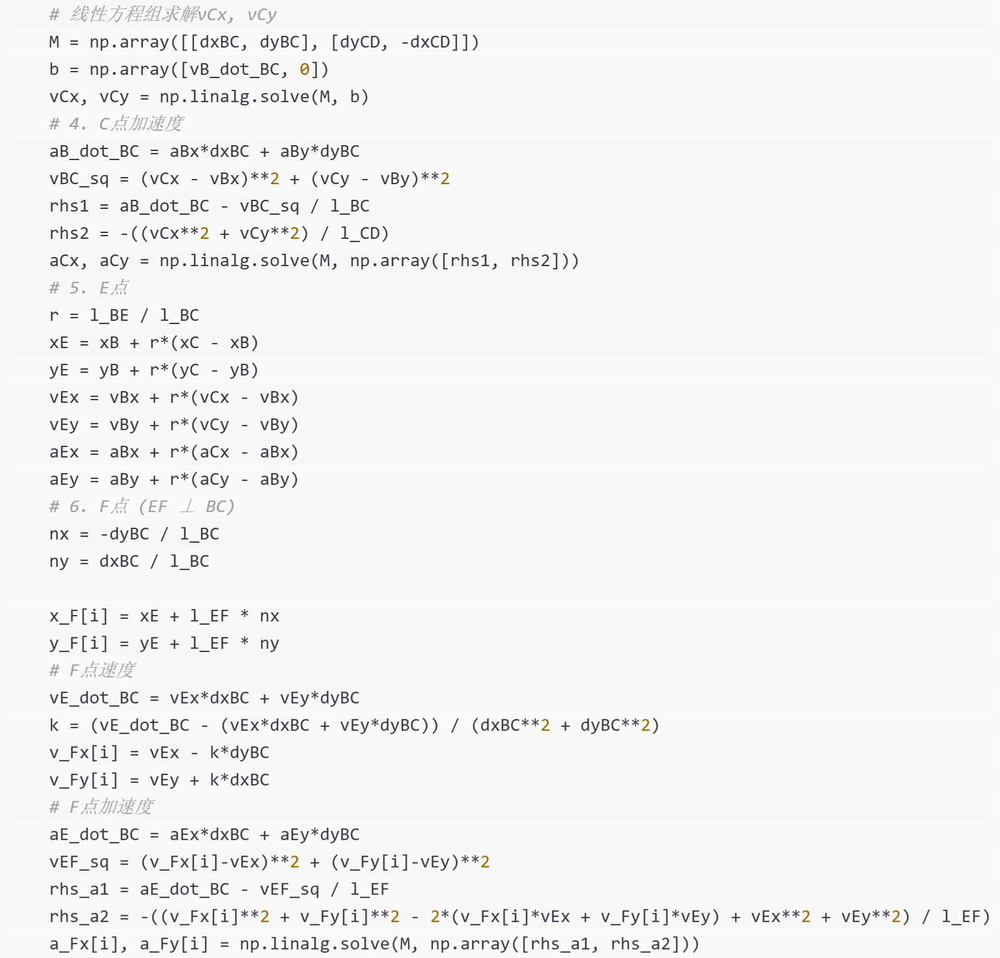 # 线性方程组求解vCx, vCy
M = np.array([[dxBC, dyBC], [dyCD, -dxCD]])
b = np.array([vB_dot_BC, 0])
vCx, vCy = np.linalg.solve(M, b)
# 4. C点加速度
aB_dot_BC = aBx*dxBC + aBy*dyBC
vBC_sq = (vCx - vBx)**2 + (vCy - vBy)**2
rhs1 = aB_dot_BC - vBC_sq / l_BC
rhs2 = -((vCx**2 + vCy**2) / l_CD)
aCx, aCy = np.linalg.solve(M, np.array([rhs1, rhs2]))
# 5. E点
r = l_BE / l_BC
xE = xB + r*(xC - xB)
yE = yB + r*(yC - yB)
vEx = vBx + r*(vCx - vBx)
vEy = vBy + r*(vCy - vBy)
aEx = aBx + r*(aCx - aBx)
aEy = aBy + r*(aCy - aBy)
# 6. F点 (EF ⊥ BC)
nx = -dyBC / l_BC
ny = dxBC / l_BC
x_F[i] = xE + l_EF * nx
y_F[i] = yE + l_EF * ny
# F点速度
vE_dot_BC = vEx*dxBC + vEy*dyBC
k = (vE_dot_BC - (vEx*dxBC + vEy*dyBC)) / (dxBC**2 + dyBC**2)
v_Fx[i] = vEx - k*dyBC
v_Fy[i] = vEy + k*dxBC
# F点加速度
aE_dot_BC = aEx*dxBC + aEy*dyBC
vEF_sq = (v_Fx[i]-vEx)**2 + (v_Fy[i]-vEy)**2
rhs_a1 = aE_dot_BC - vEF_sq / l_EF
rhs_a2 = -((v_Fx[i]**2 + v_Fy[i]**2 - 2*(v_Fx[i]*vEx + v_Fy[i]*vEy) + vEx**2 + vEy**2) / l_EF)
a_Fx[i], a_Fy[i] = np.linalg.solve(M, np.array([rhs_a1, rhs_a2]))